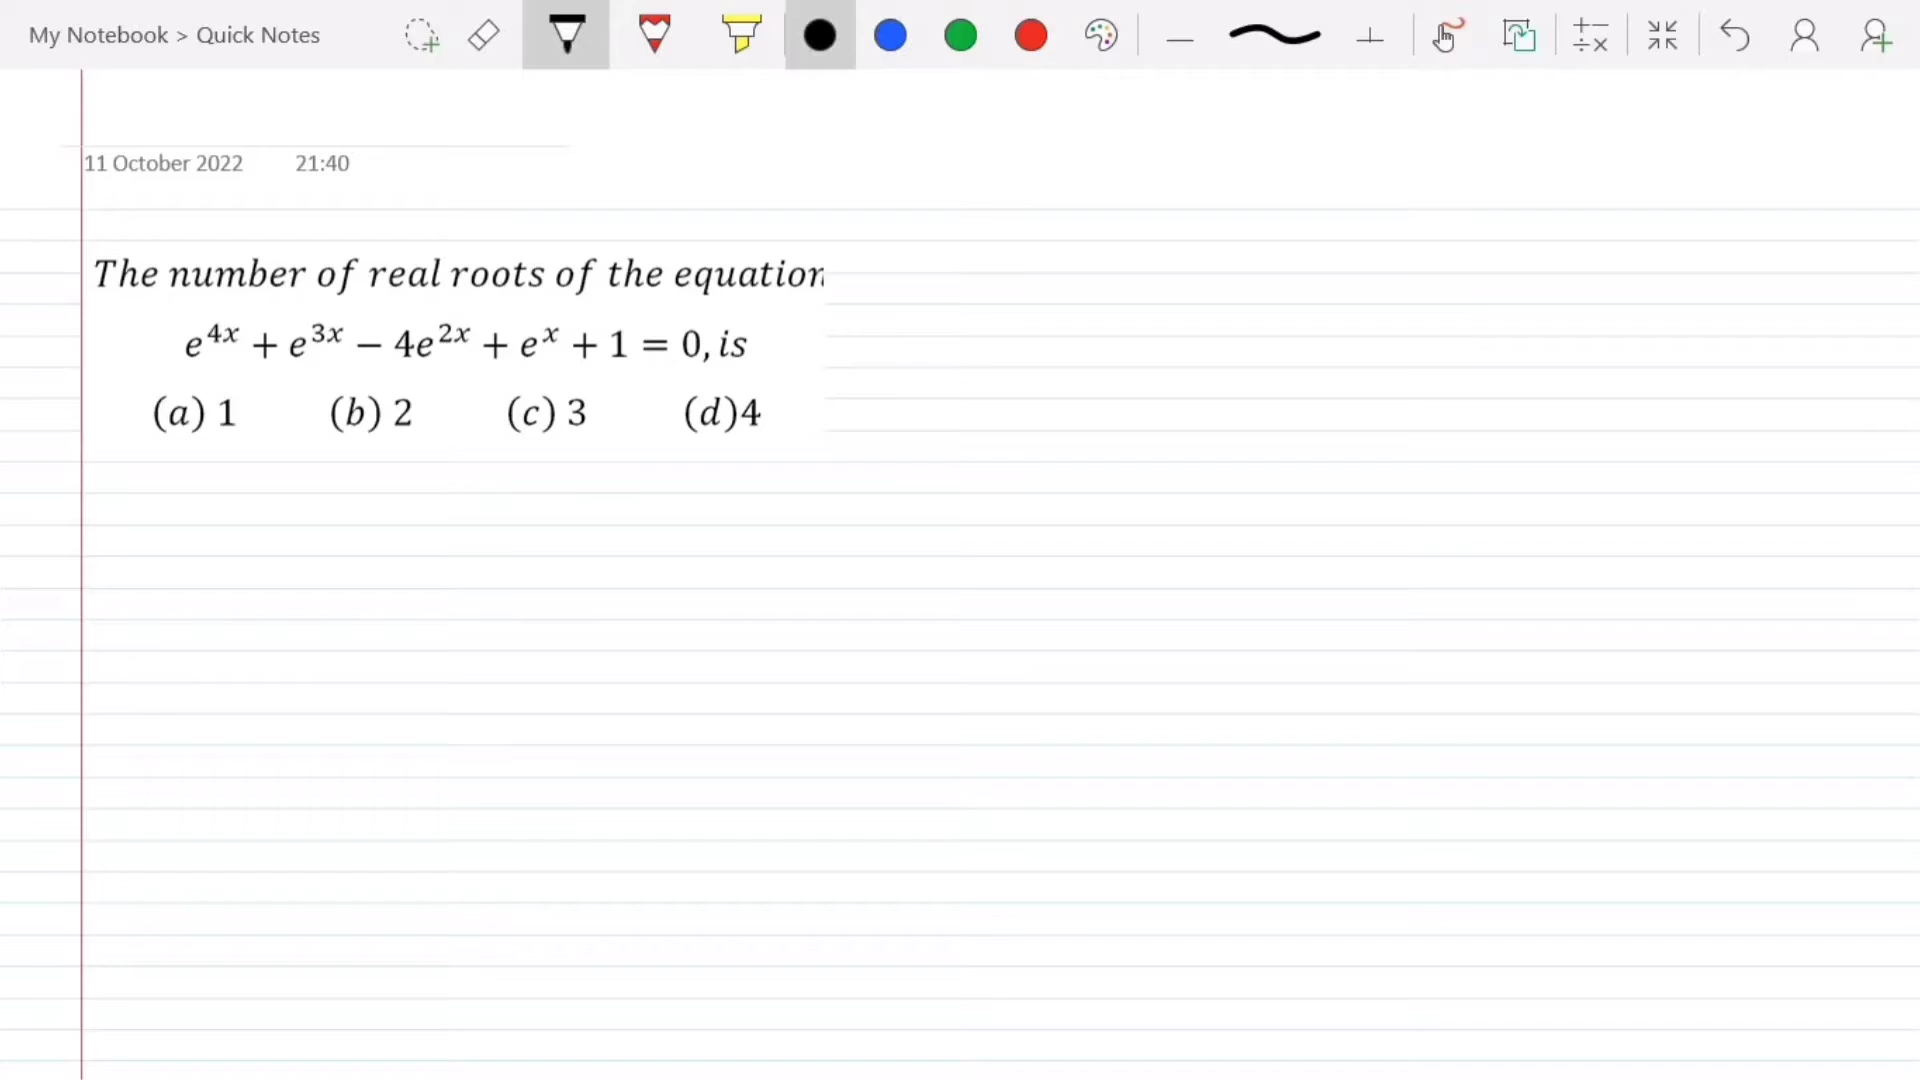 My Notebook > Quick Notes
11 October 2022 21:40
The number of real roots of the equation
e^{4x} + e^{3x} − 4e^{2x} + e^{x} + 1 = 0, is
(a) 1 (b) 2 (c) 3 (d)4